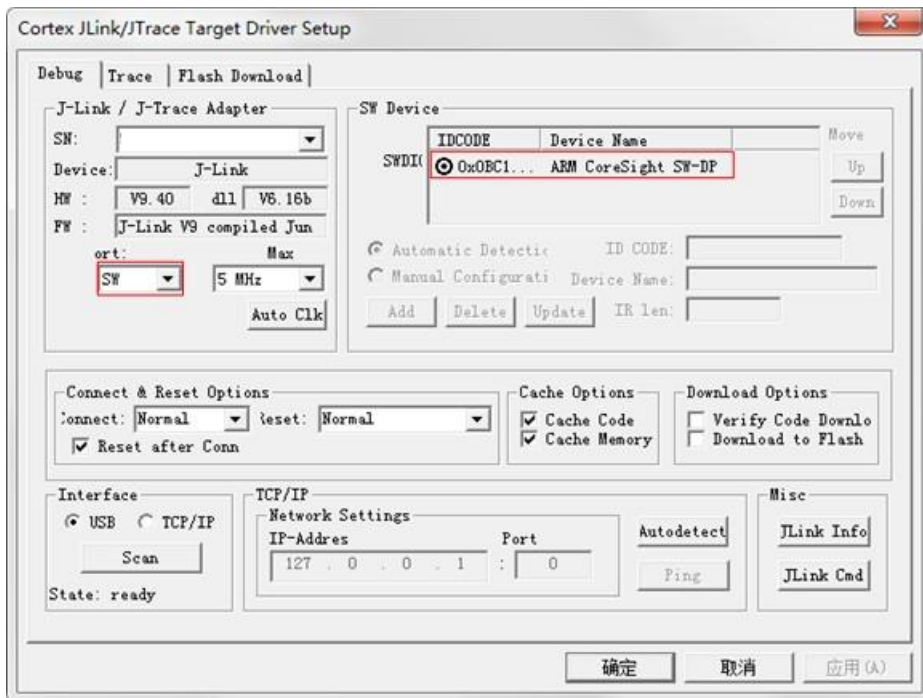 Cortex JLink/JTrace Target Driver Setup
Debug Trace Flash Download
J-Link / J-Trace Adapter
SN:
Device: J-Link
HW : V9.40 dll V6.16b
FW : J-Link V9 compiled Jun
ort: Max
SW 5 MHz
Auto Clk
SW Device
IDCODE Device Name
SWDI( 0x0BC1... ARM CoreSight SW-DP
Move
Up
Down
Automatic Detectic ID CODE:
Manual Configurati Device Name:
Add Delete Update IR len:
Connect & Reset Options
Connect: Normal Reset: Normal
Reset after Conn
Cache Options
Cache Code
Cache Memory
Download Options
Verify Code Downlo
Download to Flash
Interface
USB TCP/IP
Scan
State: ready
TCP/IP
Network Settings
IP-Addres Port
127 . 0 . 0 . 1 : 0
Autodetect
Ping
Misc
JLink Info
JLink Cmd
确定 取消 应用(A)